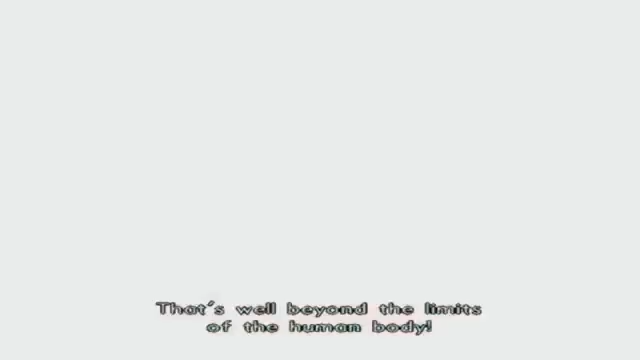 That's well beyond the limits
of the human body!